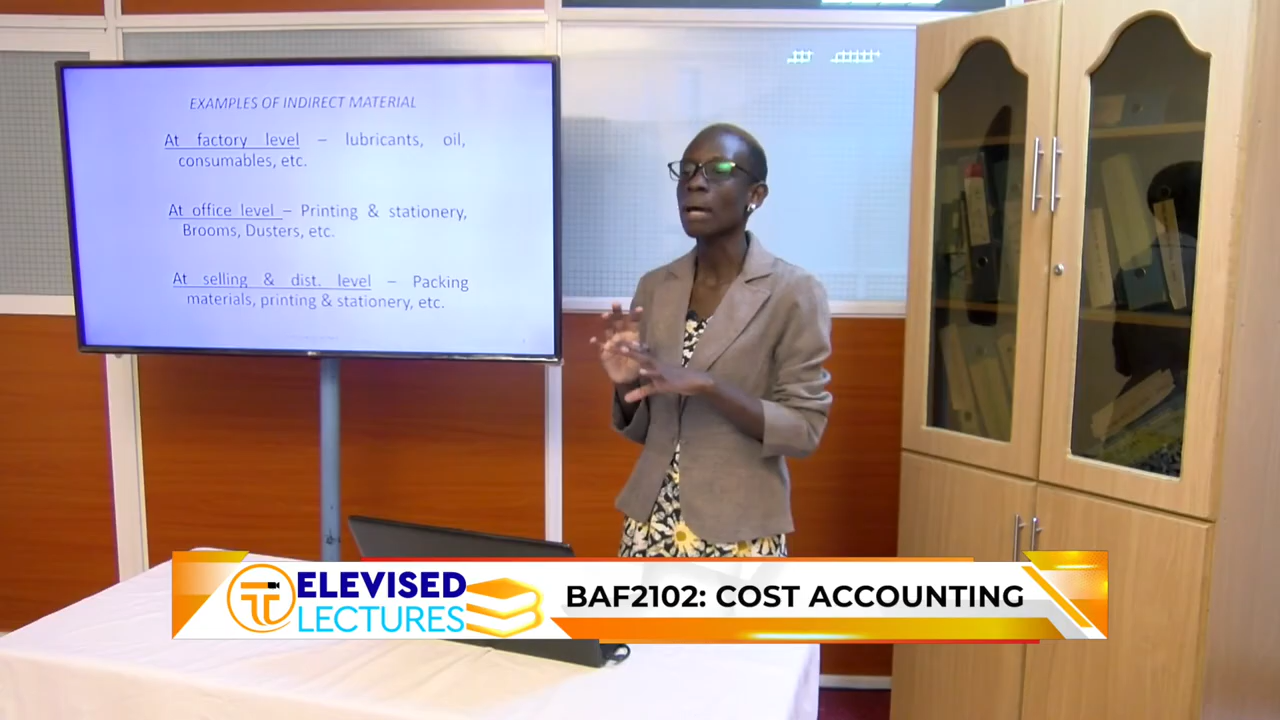 EXAMPLES OF INDIRECT MATERIAL
At factory level – lubricants, oil,
consumables, etc.
At office level – Printing & stationery,
Brooms, Dusters, etc.
At selling & dist. level – Packing
materials, printing & stationery, etc.
TELEVISED
LECTURES
BAF2102: COST ACCOUNTING